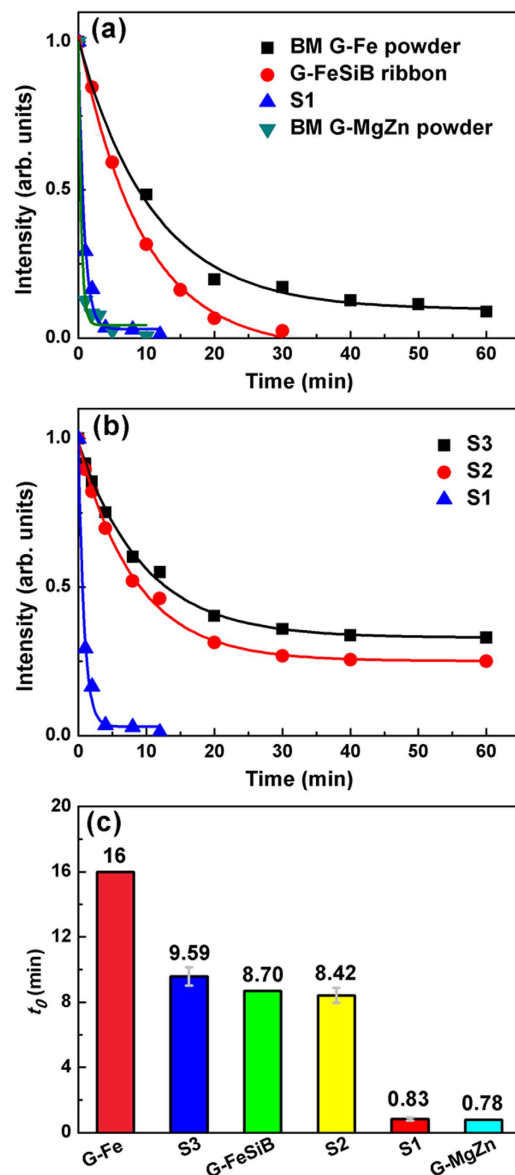 (a)
BM G-Fe powder
G-FeSiB ribbon
S1
BM G-MgZn powder
Intensity (arb. units)
1.0
0.5
0.0
0 10 20 30 40 50 60
Time (min)
(b)
S3
S2
S1
Intensity (arb. units)
1.0
0.5
0.0
0 10 20 30 40 50 60
Time (min)
(c)
t0 (min)
20
16
12
8
4
0
16
9.59
8.70
8.42
0.83
0.78
G-Fe S3 G-FeSiB S2 S1 G-MgZn